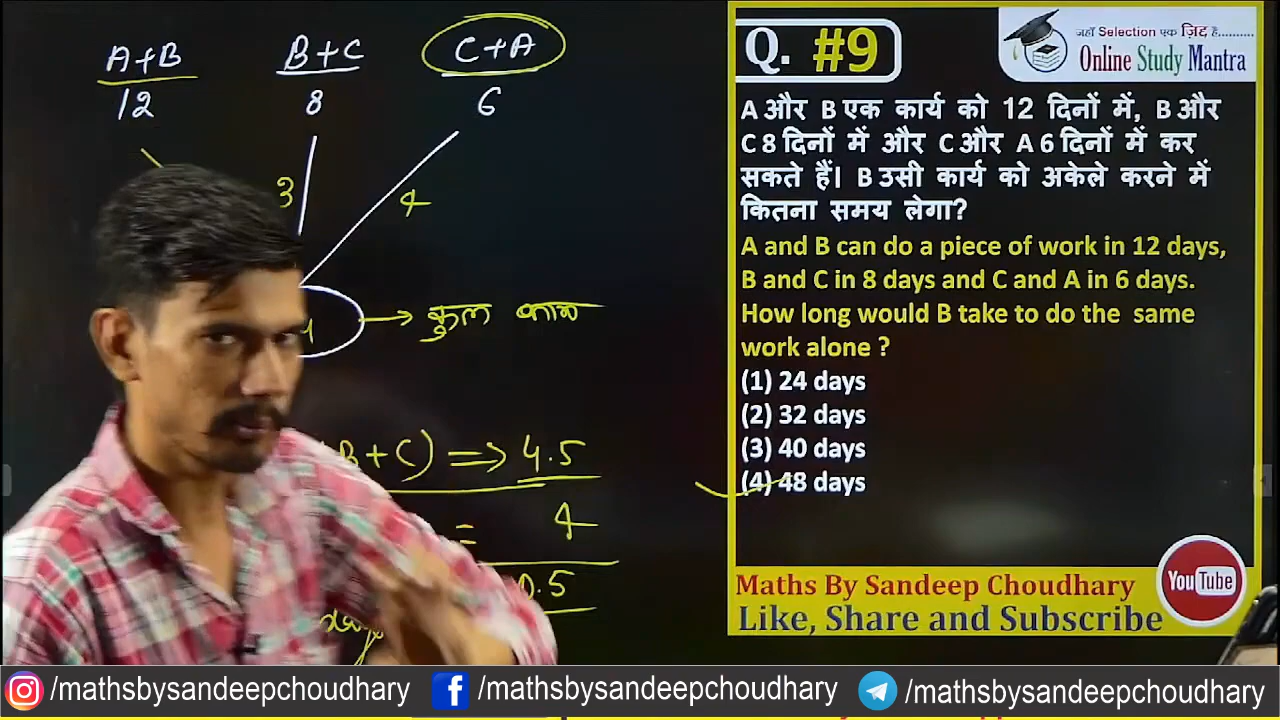 A+B B+C C+A
12 8 6
3 4
4 → कुल काम
B+C) ⇒ 4.5
= 4
0.5
days
Q. #9
जहाँ Selection एक ज़िद है..........
Online Study Mantra
A और B एक कार्य को 12 दिनों में, B और
C 8 दिनों में और C और A 6 दिनों में कर
सकते हैं। B उसी कार्य को अकेले करने में
कितना समय लेगा?
A and B can do a piece of work in 12 days,
B and C in 8 days and C and A in 6 days.
How long would B take to do the same
work alone ?
(1) 24 days
(2) 32 days
(3) 40 days
(4) 48 days
Maths By Sandeep Choudhary
YouTube
Like, Share and Subscribe
/mathsbysandeepchoudhary /mathsbysandeepchoudhary /mathsbysandeepchoudhary